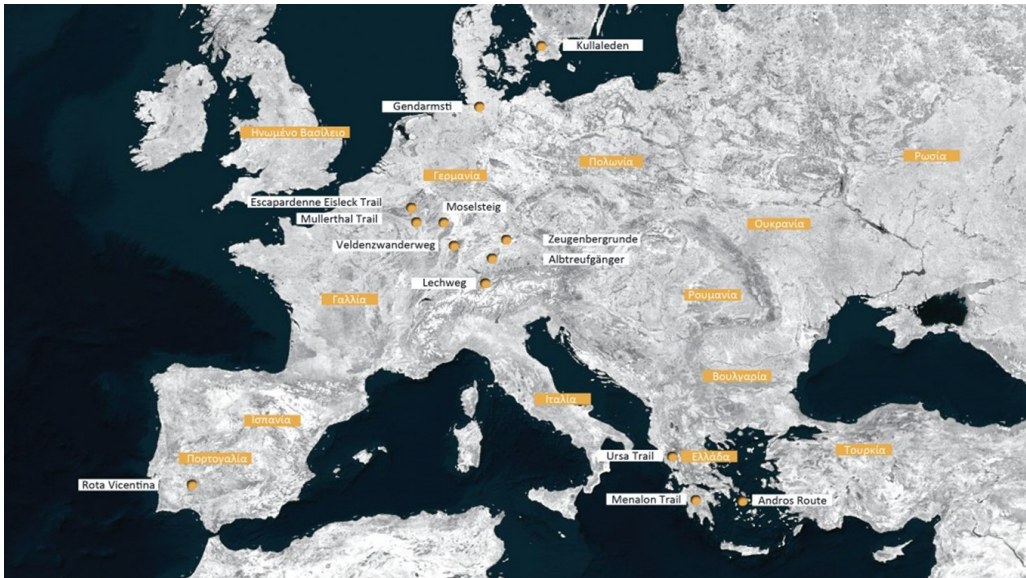 Kullaleden
Gendarmsti
Ηνωμένο Βασίλειο
Ρωσία
Πολωνία
Γερμανία
Escapardenne Eisleck Trail
Moselsteig
Mullerthal Trail
Ουκρανία
Veldenzwanderweg
Zeugenbergrunde
Albtreufgänger
Lechweg
Γαλλία
Ρουμανία
Βουλγαρία
Ιταλία
Ισπανία
Τουρκία
Πορτογαλία
Ursa Trail
Ελλάδα
Rota Vicentina
Menalon Trail
Andros Route